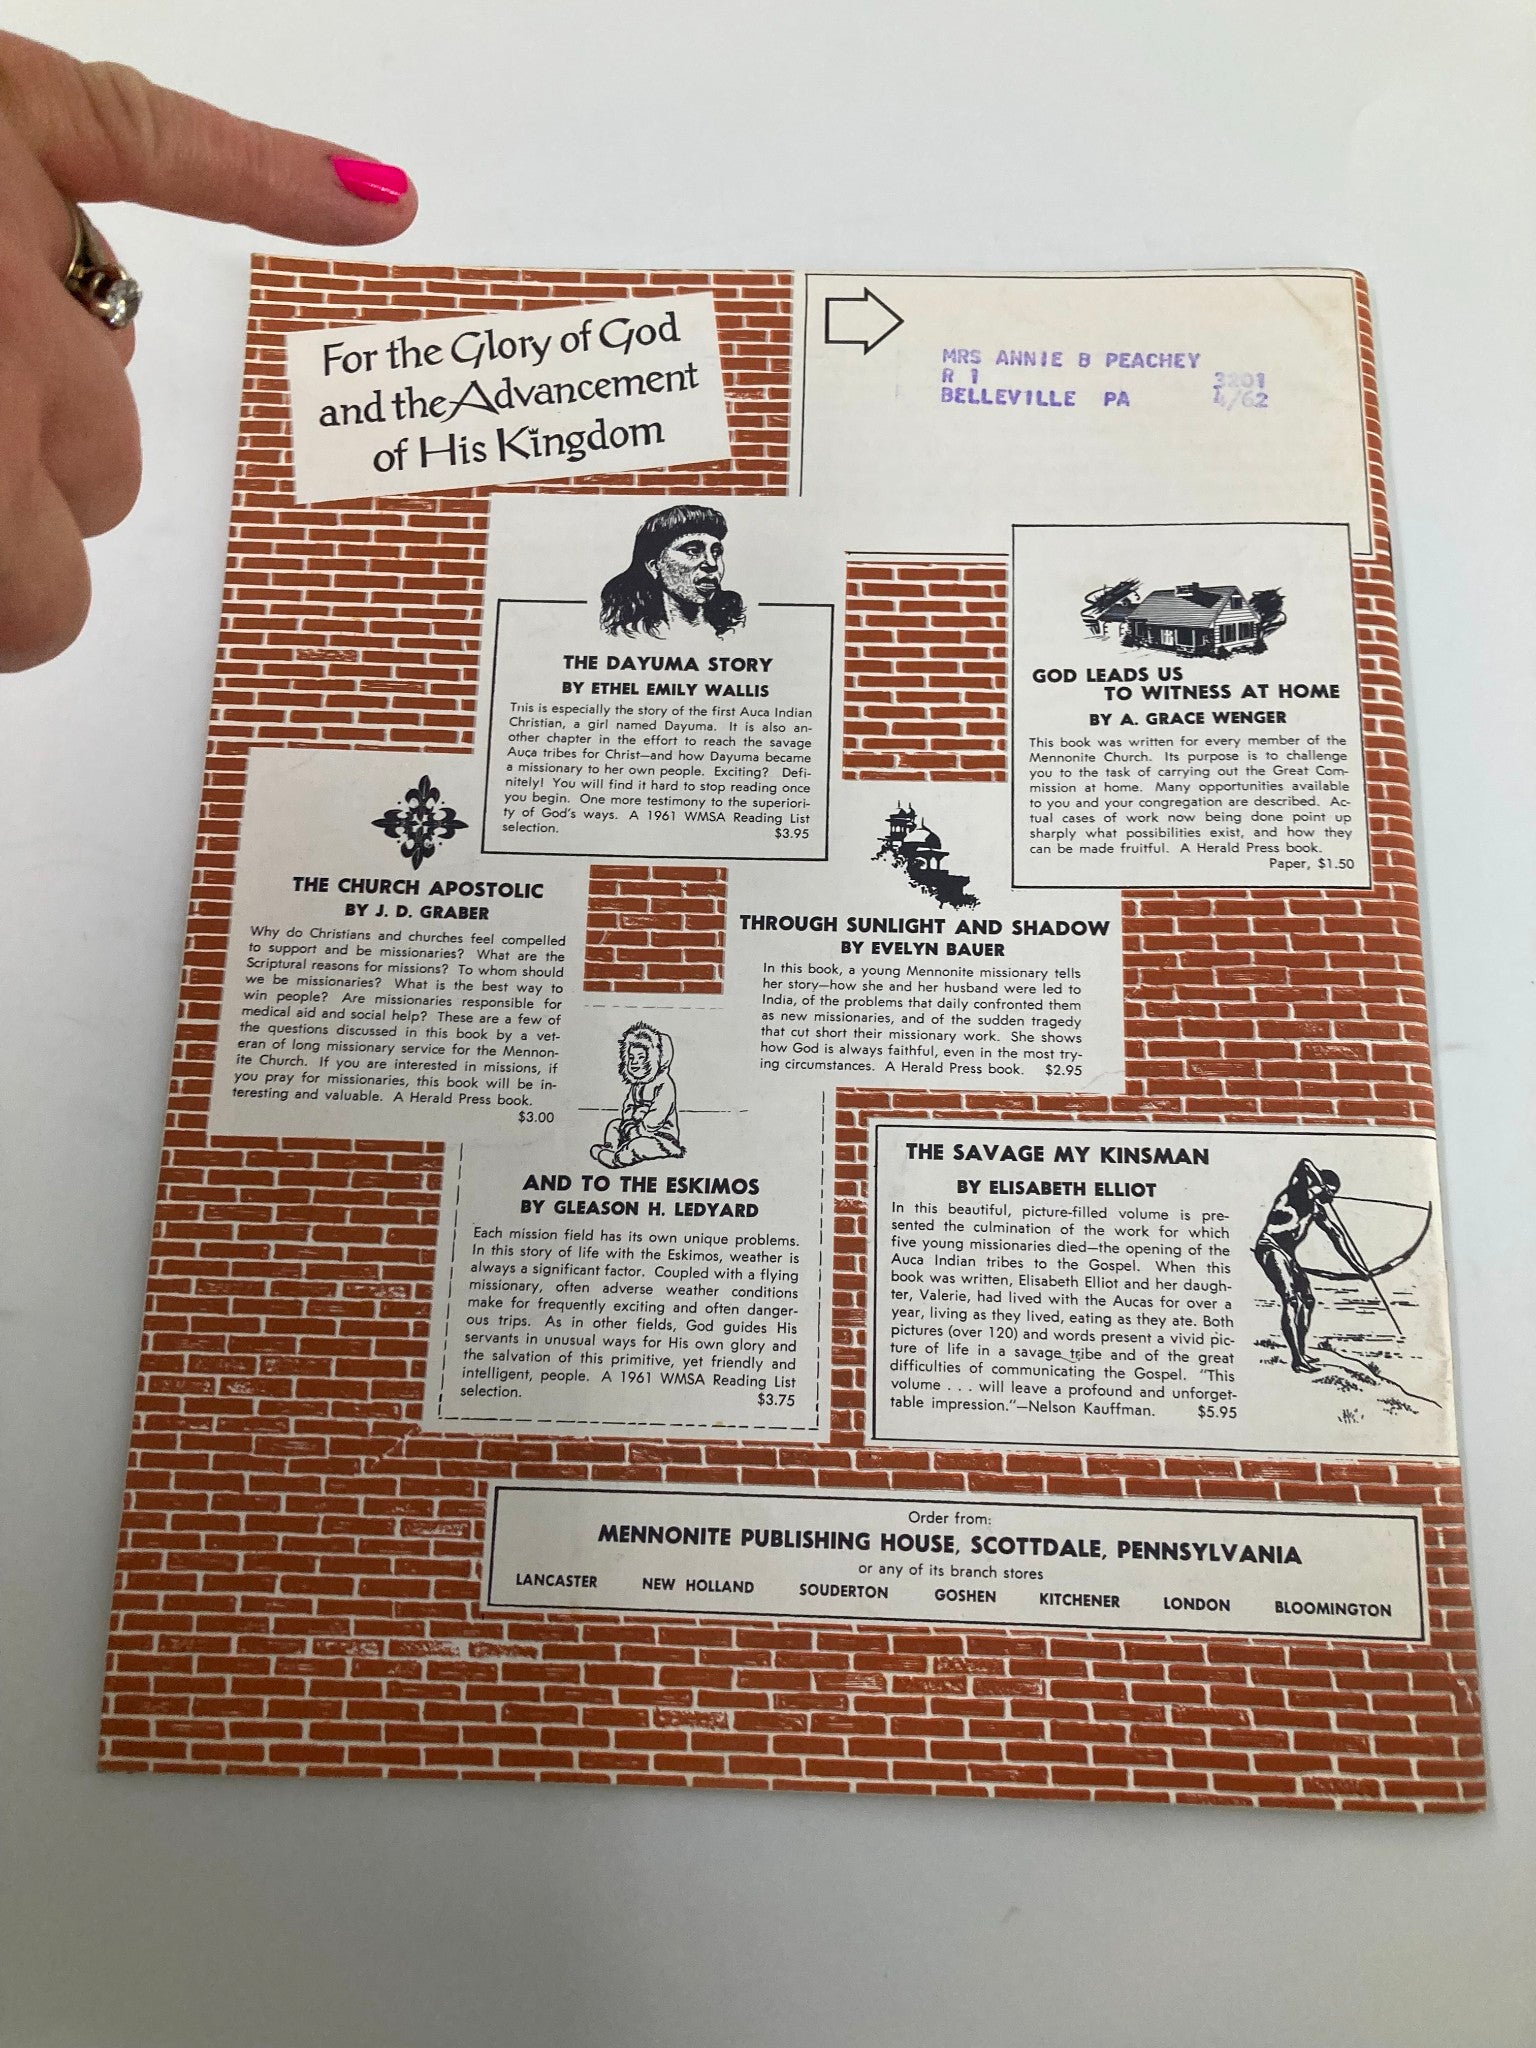 For the Glory of God
and the Advancement
of His Kingdom
MRS ANNIE B PEACHEY
R 1 3201
BELLEVILLE PA 4/62
THE DAYUMA STORY
BY ETHEL EMILY WALLIS
This is especially the story of the first Auca Indian
Christian, a girl named Dayuma. It is also an-
other chapter in the effort to reach the savage
Auca tribes for Christ—and how Dayuma became
a missionary to her own people. Exciting? Defi-
nitely! You will find it hard to stop reading once
you begin. One more testimony to the superiori-
ty of God's ways. A 1961 WMSA Reading List
selection. $3.95
GOD LEADS US
TO WITNESS AT HOME
BY A. GRACE WENGER
This book was written for every member of the
Mennonite Church. Its purpose is to challenge
you to the task of carrying out the Great Com-
mission at home. Many opportunities available
to you and your congregation are described. Ac-
tual cases of work now being done point up
sharply what possibilities exist, and how they
can be made fruitful. A Herald Press book.
Paper, $1.50
THE CHURCH APOSTOLIC
BY J. D. GRABER
Why do Christians and churches feel compelled
to support and be missionaries? What are the
Scriptural reasons for missions? To whom should
we be missionaries? What is the best way to
win people? Are missionaries responsible for
medical aid and social help? These are a few of
the questions discussed in this book by a vet-
eran of long missionary service for the Mennon-
ite Church. If you are interested in missions, if
you pray for missionaries, this book will be in-
teresting and valuable. A Herald Press book.
$3.00
THROUGH SUNLIGHT AND SHADOW
BY EVELYN BAUER
In this book, a young Mennonite missionary tells
her story—how she and her husband were led to
India, of the problems that daily confronted them
as new missionaries, and of the sudden tragedy
that cut short their missionary work. She shows
how God is always faithful, even in the most try-
ing circumstances. A Herald Press book. $2.95
AND TO THE ESKIMOS
BY GLEASON H. LEDYARD
Each mission field has its own unique problems.
In this story of life with the Eskimos, weather is
always a significant factor. Coupled with a flying
missionary, often adverse weather conditions
make for frequently exciting and often danger-
ous trips. As in other fields, God guides His
servants in unusual ways for His own glory and
the salvation of this primitive, yet friendly and
intelligent, people. A 1961 WMSA Reading List
selection. $3.75
THE SAVAGE MY KINSMAN
BY ELISABETH ELLIOT
In this beautiful, picture-filled volume is pre-
sented the culmination of the work for which
five young missionaries died—the opening of the
Auca Indian tribes to the Gospel. When this
book was written, Elisabeth Elliot and her daugh-
ter, Valerie, had lived with the Aucas for over a
year, living as they lived, eating as they ate. Both
pictures (over 120) and words present a vivid pic-
ture of life in a savage tribe and of the great
difficulties of communicating the Gospel. "This
volume . . . will leave a profound and unforget-
table impression."—Nelson Kauffman. $5.95
Order from:
MENNONITE PUBLISHING HOUSE, SCOTTDALE, PENNSYLVANIA
or any of its branch stores
LANCASTER NEW HOLLAND SOUDERTON GOSHEN KITCHENER LONDON BLOOMINGTON